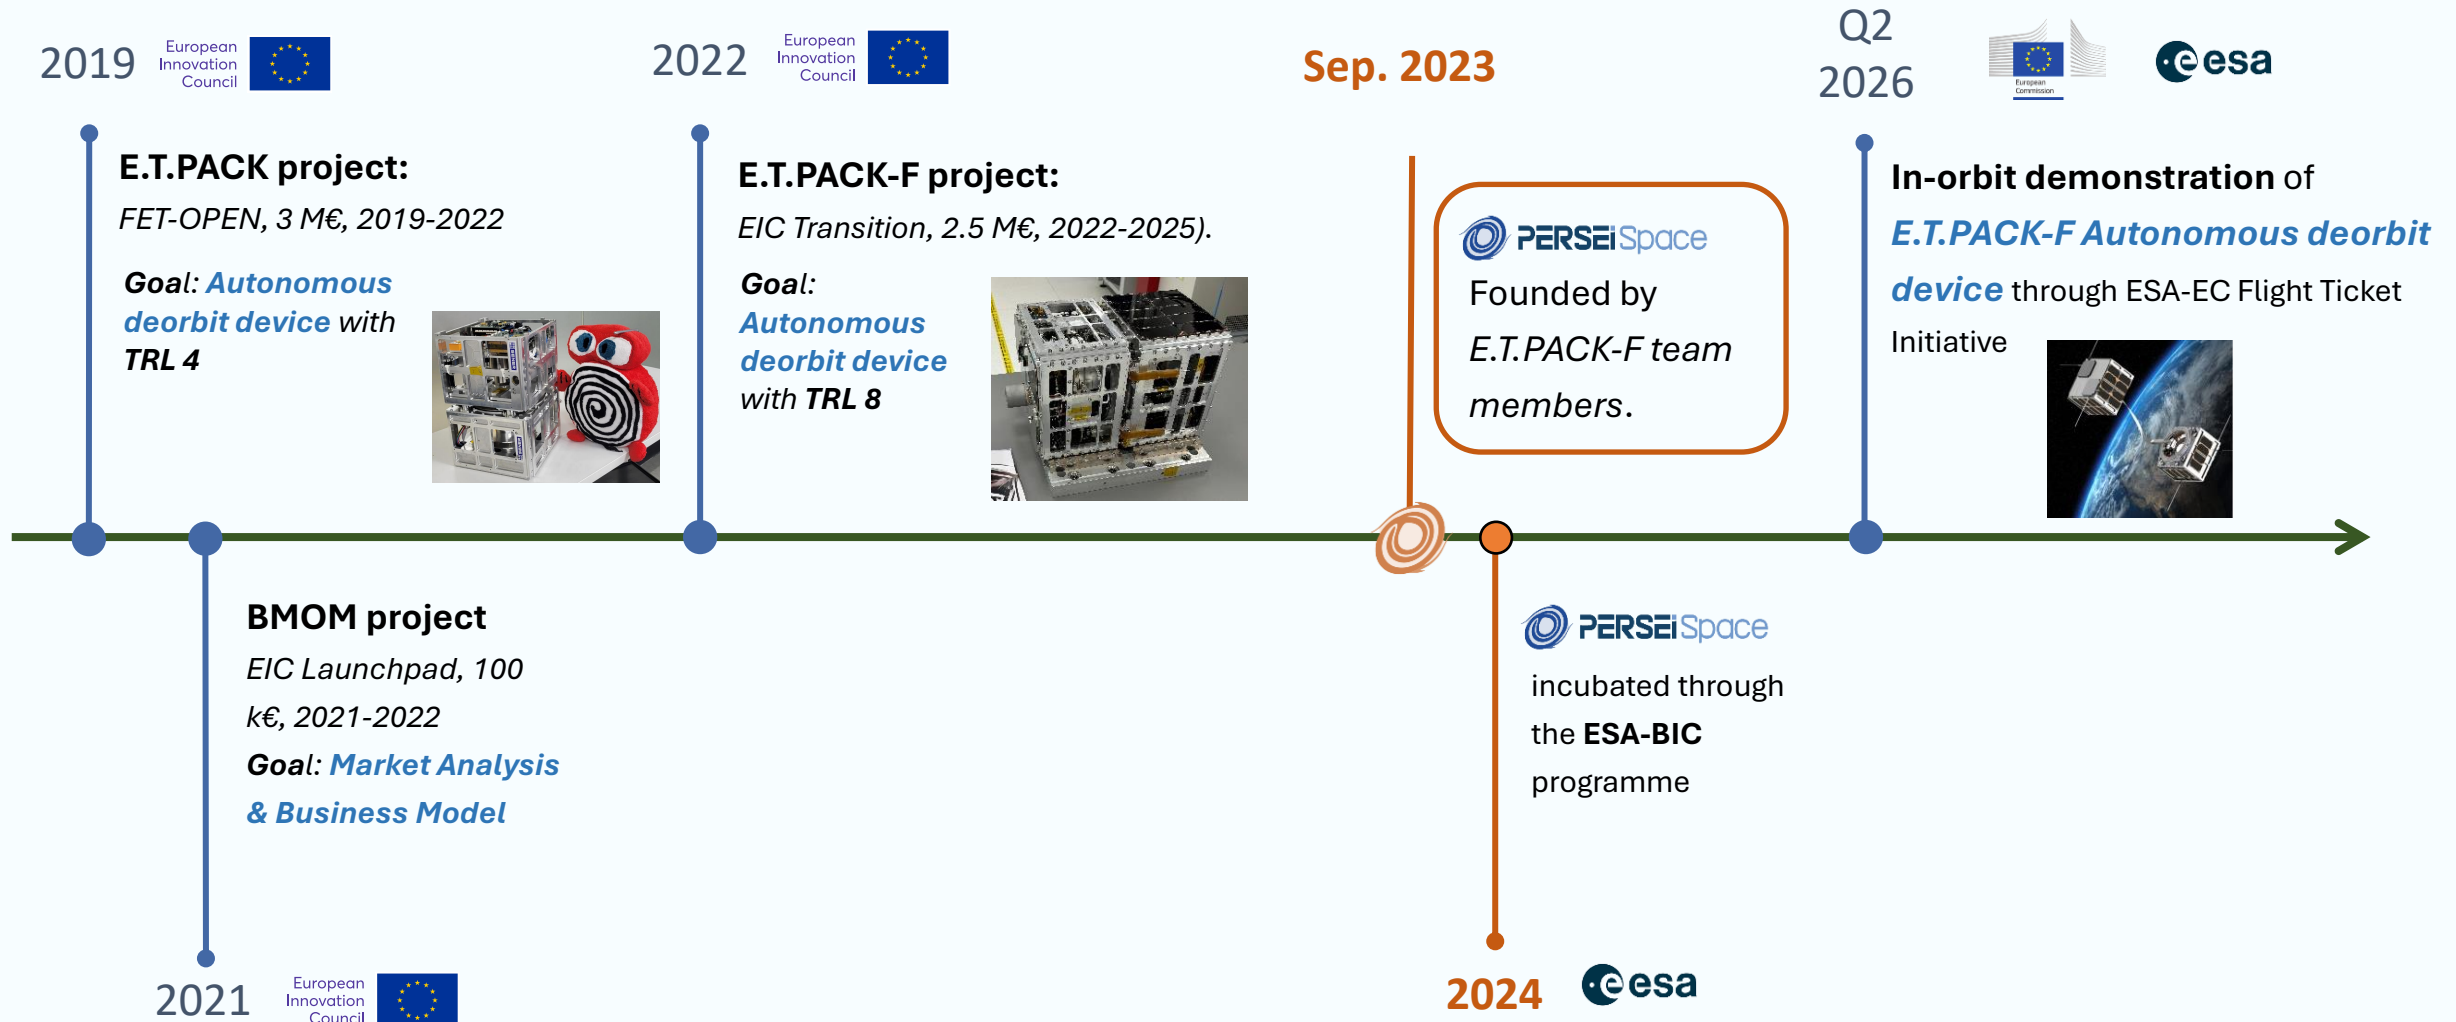 2019
European
Innovation
Council
E.T.PACK project:
FET-OPEN, 3 M€, 2019-2022
Goal: Autonomous
deorbit device with
TRL 4
2022
European
Innovation
Council
E.T.PACK-F project:
EIC Transition, 2.5 M€, 2022-2025).
Goal:
Autonomous
deorbit device
with TRL 8
Sep. 2023
PERSEi Space
Founded by
E.T.PACK-F team
members.
Q2
2026
European
Commission
esa
In-orbit demonstration of
E.T.PACK-F Autonomous deorbit
device through ESA-EC Flight Ticket
Initiative
BMOM project
EIC Launchpad, 100
k€, 2021-2022
Goal: Market Analysis
& Business Model
2021
European
Innovation
Council
PERSEi Space
incubated through
the ESA-BIC
programme
2024
esa